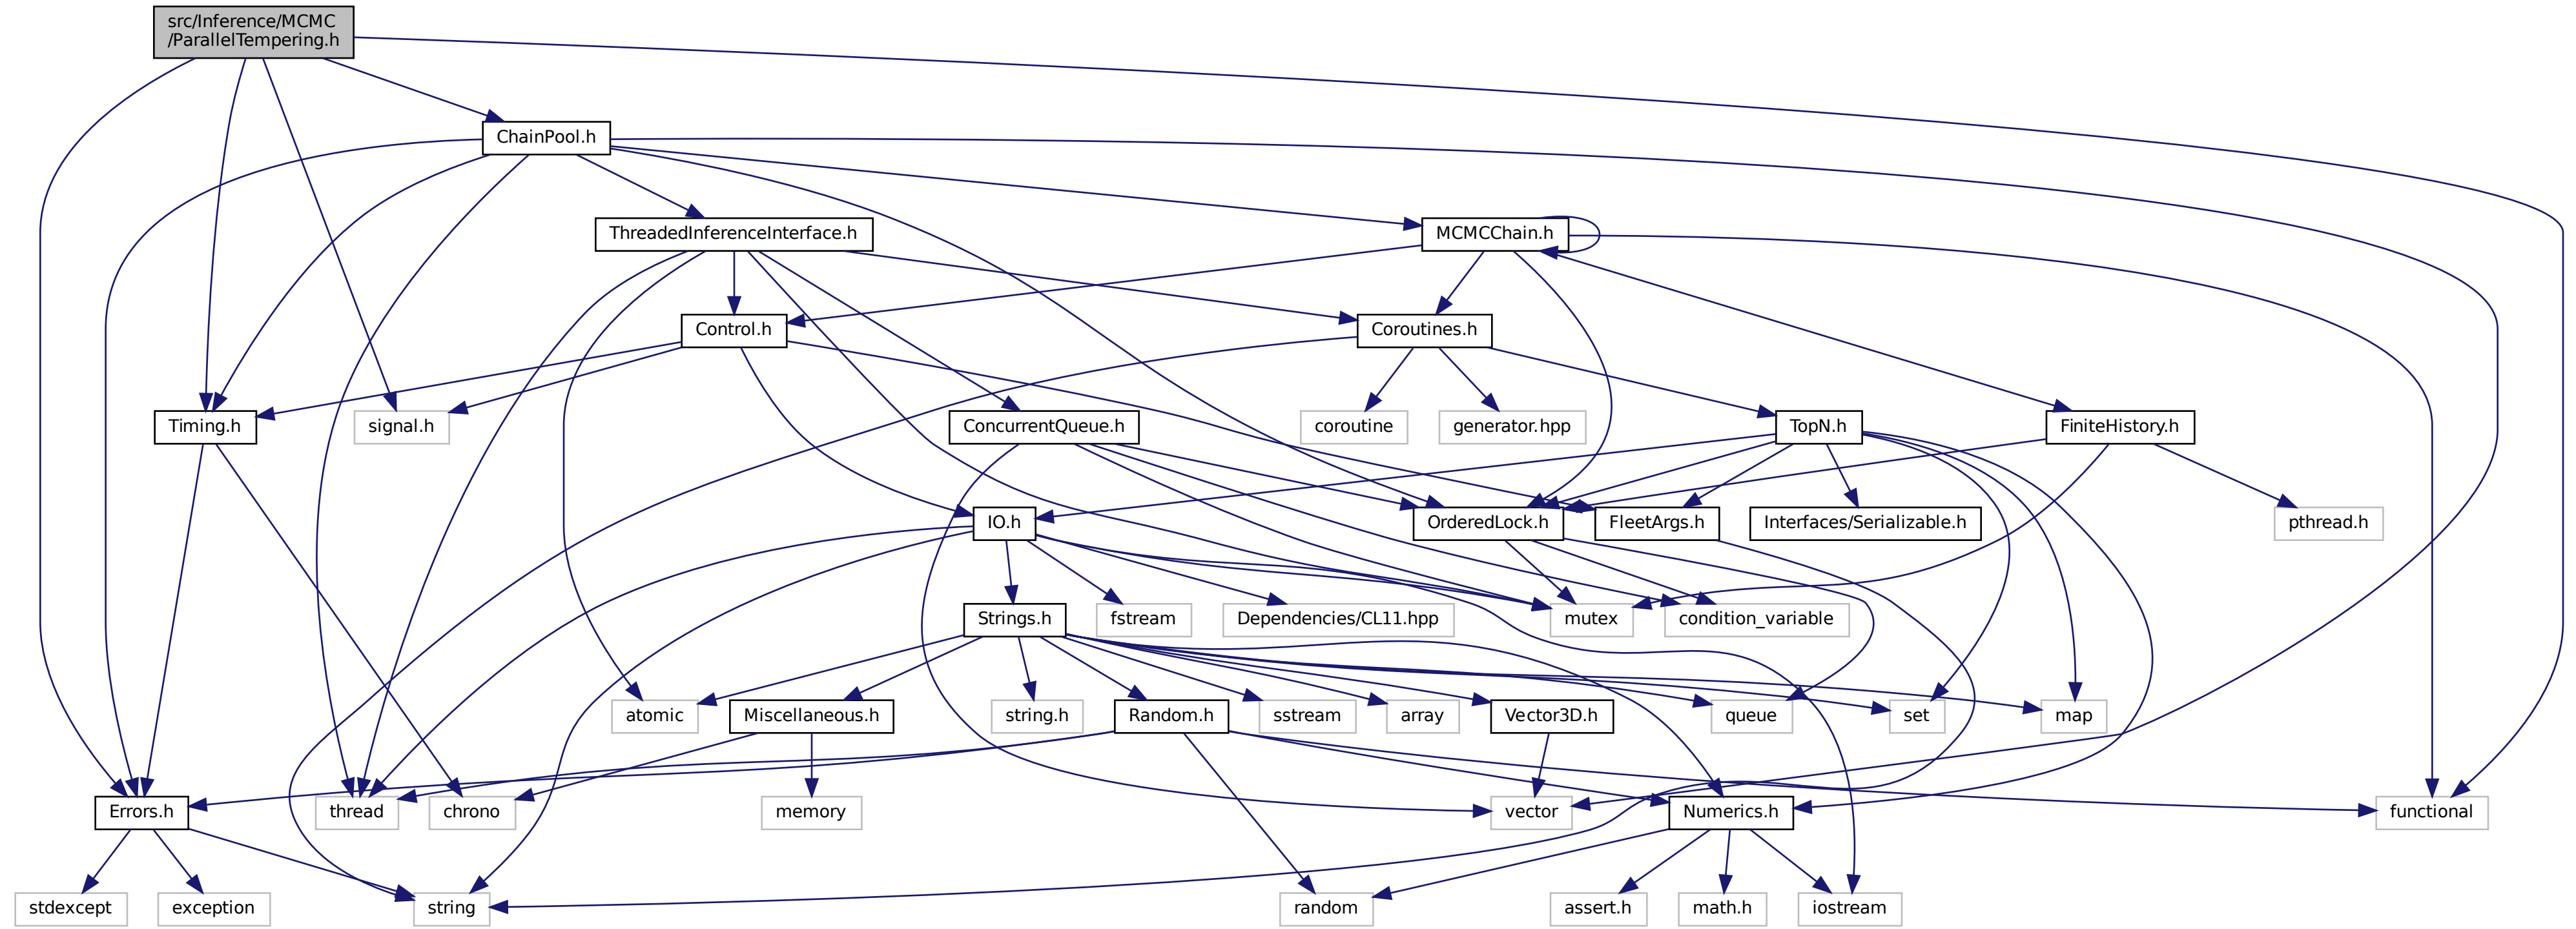 src/Inference/MCMC
/ParallelTempering.h
ChainPool.h
ThreadedInferenceInterface.h
MCMCChain.h
Control.h
Coroutines.h
Timing.h
signal.h
ConcurrentQueue.h
coroutine
generator.hpp
TopN.h
FiniteHistory.h
IO.h
OrderedLock.h
FleetArgs.h
Interfaces/Serializable.h
pthread.h
Strings.h
fstream
Dependencies/CL11.hpp
mutex
condition_variable
atomic
Miscellaneous.h
string.h
Random.h
sstream
array
Vector3D.h
queue
set
map
Errors.h
thread
chrono
memory
vector
Numerics.h
functional
stdexcept
exception
string
random
assert.h
math.h
iostream